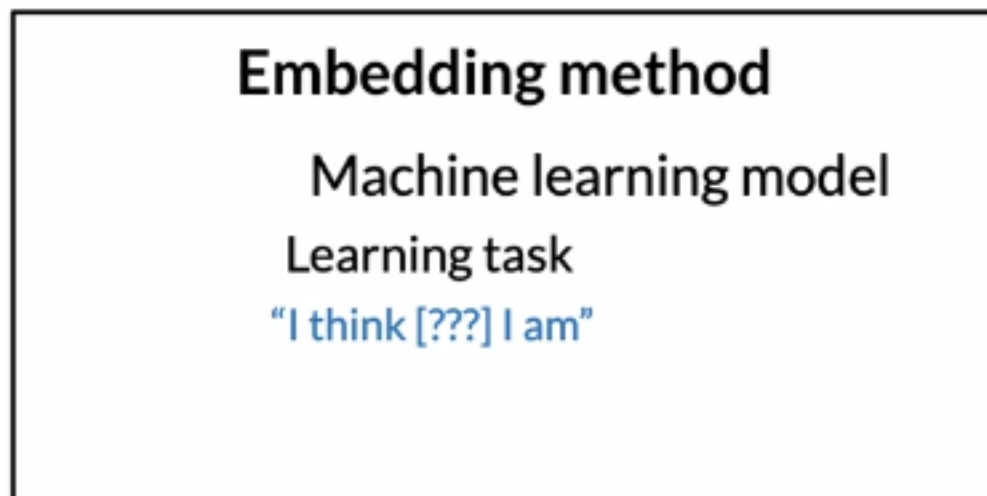 Embedding method
Machine learning model
Learning task
“I think [???] I am”